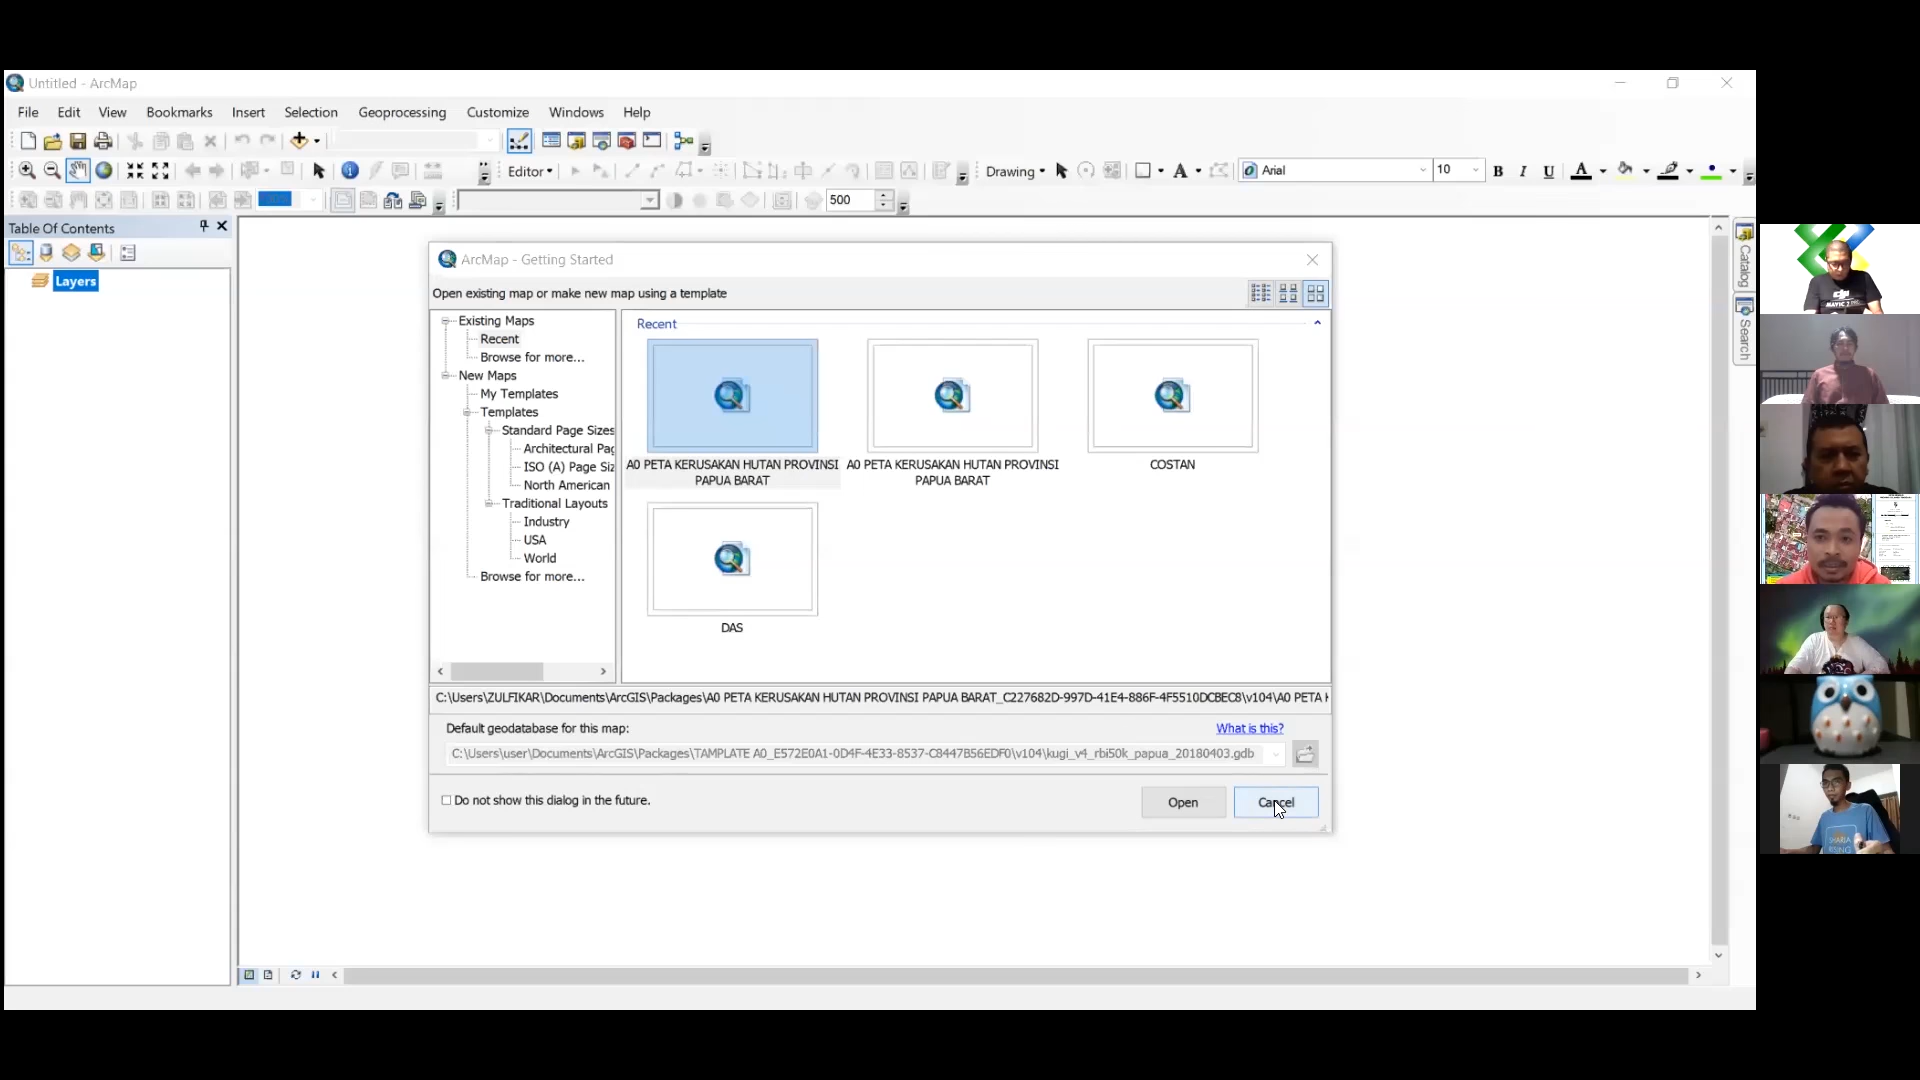 Untitled - ArcMap
File Edit View Bookmarks Insert Selection Geoprocessing Customize Windows Help
Editor
Drawing
Arial
10
B I U A
500
Table Of Contents
Layers
ArcMap - Getting Started
Open existing map or make new map using a template
Existing Maps
Recent
Browse for more...
New Maps
My Templates
Templates
Standard Page Sizes
Architectural Pag
ISO (A) Page Siz
North American
Traditional Layouts
Industry
USA
World
Browse for more...
Recent
A0 PETA KERUSAKAN HUTAN PROVINSI
PAPUA BARAT
A0 PETA KERUSAKAN HUTAN PROVINSI
PAPUA BARAT
COSTAN
DAS
C:\Users\ZULFIKAR\Documents\ArcGIS\Packages\A0 PETA KERUSAKAN HUTAN PROVINSI PAPUA BARAT_C227682D-997D-41E4-886F-4F5510DCBEC8\v104\A0 PETA
Default geodatabase for this map:
What is this?
C:\Users\user\Documents\ArcGIS\Packages\TAMPLATE A0_E572E0A1-0D4F-4E33-8537-C8447B56EDF0\v104\kugi_v4_rbi50k_papua_20180403.gdb
Do not show this dialog in the future.
Open
Cancel
Catalog
Search